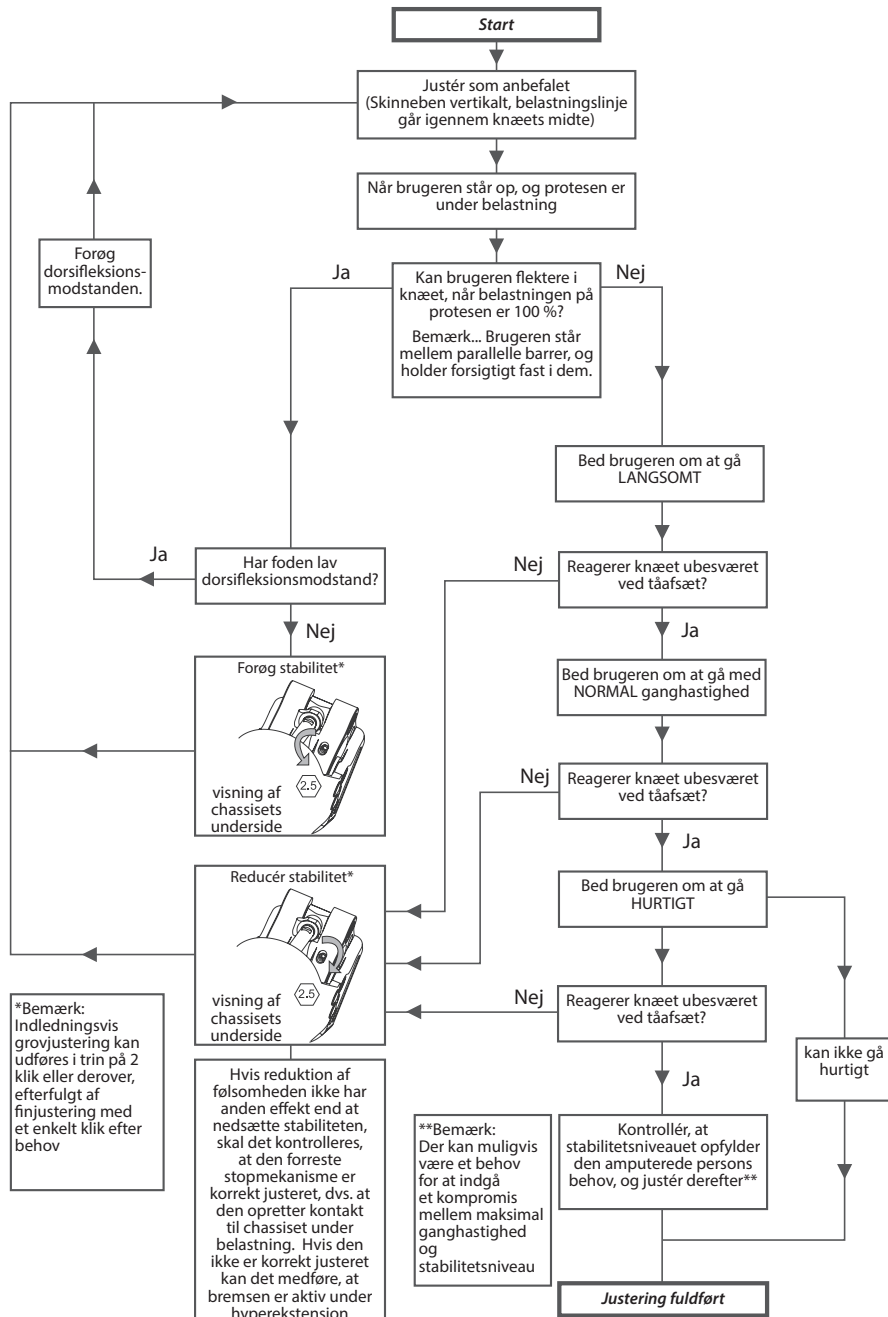 Start
Justér som anbefalet
(Skinneben vertikalt, belastningslinje
går igennem knæets midte)
Når brugeren står op, og protesen er
under belastning
Forøg
dorsifleksions-
modstanden.
Ja
Kan brugeren flektere i
knæet, når belastningen på
protesen er 100 %?
Bemærk... Brugeren står
mellem parallelle barrer, og
holder forsigtigt fast i dem.
Nej
Bed brugeren om at gå
LANGSOMT
Ja
Har foden lav
dorsifleksionsmodstand?
Nej
Nej
Reagerer knæet ubesværet
ved tåafsæt?
Ja
Forøg stabilitet*
2.5
visning af
chassisets
underside
Bed brugeren om at gå med
NORMAL ganghastighed
Nej
Reagerer knæet ubesværet
ved tåafsæt?
Ja
Reducér stabilitet*
2.5
visning af
chassisets
underside
Bed brugeren om at gå
HURTIGT
Nej
Reagerer knæet ubesværet
ved tåafsæt?
Ja
kan ikke gå
hurtigt
*Bemærk:
Indledningsvis
grovjustering kan
udføres i trin på 2
klik eller derover,
efterfulgt af
finjustering med
et enkelt klik efter
behov
Hvis reduktion af
følsomheden ikke har
anden effekt end at
nedsætte stabiliteten,
skal det kontrolleres,
at den forreste
stopmekanisme er
korrekt justeret, dvs. at
den opretter kontakt
til chassiset under
belastning. Hvis den
ikke er korrekt justeret
kan det medføre, at
bremsen er aktiv under
hyperekstension
**Bemærk:
Der kan muligvis
være et behov
for at indgå
et kompromis
mellem maksimal
ganghastighed
og
stabilitetsniveau
Kontrollér, at
stabilitetsniveauet opfylder
den amputerede persons
behov, og justér derefter**
Justering fuldført